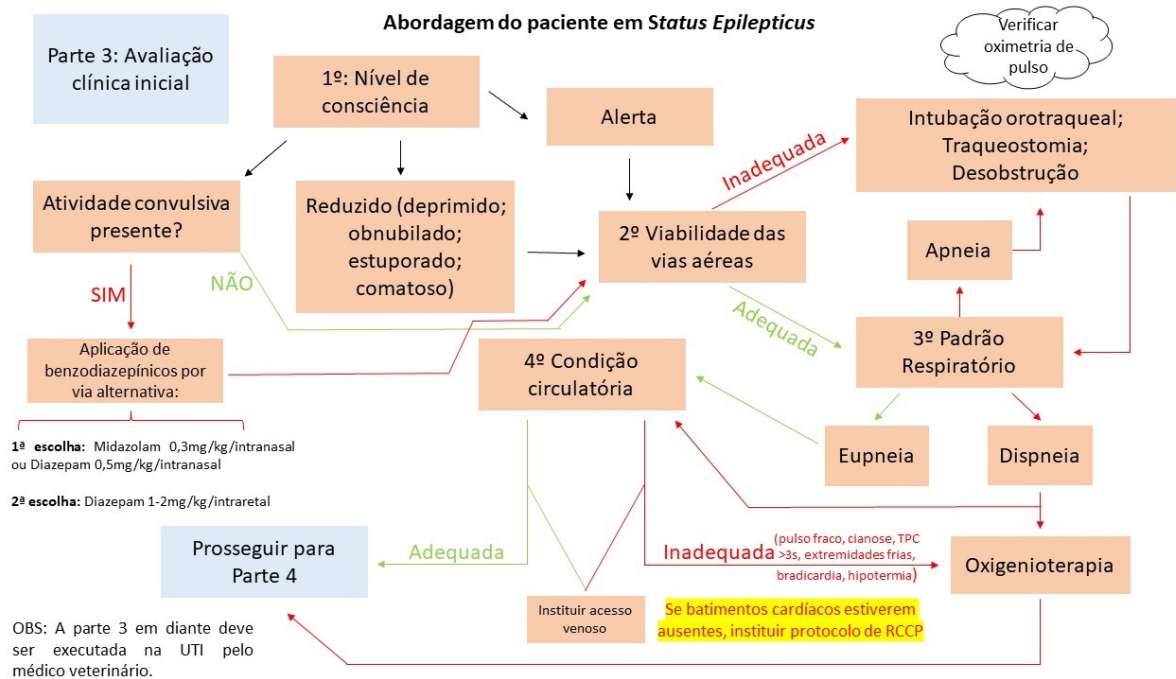 Abordagem do paciente em Status Epilepticus
Parte 3: Avaliação
clínica inicial
Verificar
oximetria de
pulso
1º: Nível de
consciência
Alerta
Intubação orotraqueal;
Traqueostomia;
Desobstrução
Inadequada
Atividade convulsiva
presente?
Reduzido (deprimido;
obnubilado;
estuporado;
comatoso)
2º Viabilidade das
vias aéreas
Apneia
SIM
NÃO
Adequada
3º Padrão
Respiratório
Aplicação de
benzodiazepínicos por
via alternativa:
4º Condição
circulatória
Eupneia
Dispneia
1ª escolha: Midazolam 0,3mg/kg/intranasal
ou Diazepam 0,5mg/kg/intranasal
2ª escolha: Diazepam 1-2mg/kg/intraretal
Prosseguir para
Parte 4
Adequada
Inadequada (pulso fraco, cianose, TPC
>3s, extremidades frias,
bradicardia, hipotermia)
Oxigenioterapia
Instituir acesso
venoso
Se batimentos cardíacos estiverem
ausentes, instituir protocolo de RCCP
OBS: A parte 3 em diante deve
ser executada na UTI pelo
médico veterinário.